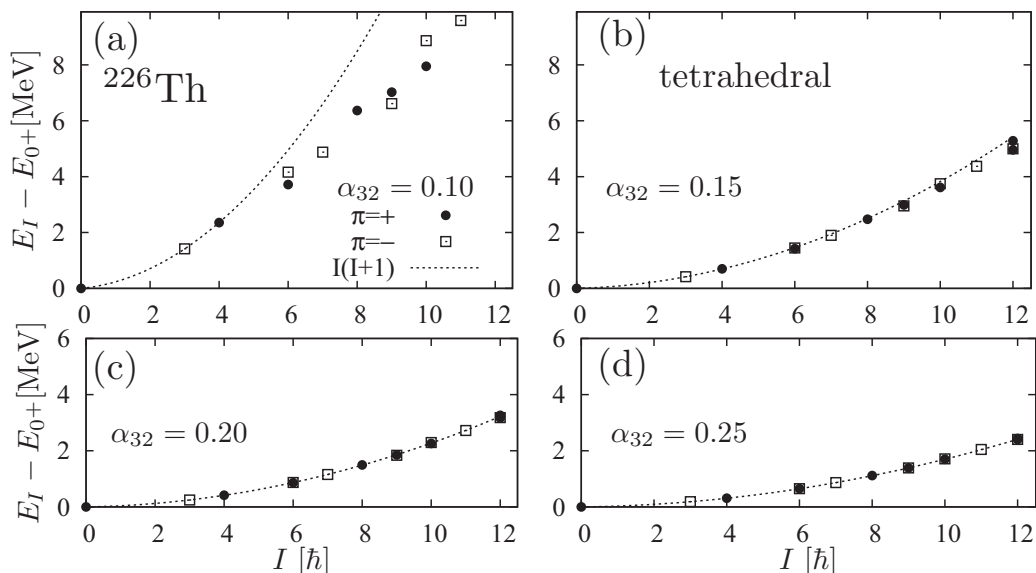 (a)
²²⁶Th
α₃₂ = 0.10
π=+
π=−
I(I+1)
E_I − E₀₊[MeV]
0
2
4
6
8
0
2
4
6
8
10
12
(b)
tetrahedral
α₃₂ = 0.15
0
2
4
6
8
0
2
4
6
8
10
12
(c)
α₃₂ = 0.20
E_I − E₀₊[MeV]
0
2
4
6
0
2
4
6
8
10
12
I [ℏ]
(d)
α₃₂ = 0.25
0
2
4
6
0
2
4
6
8
10
12
I [ℏ]